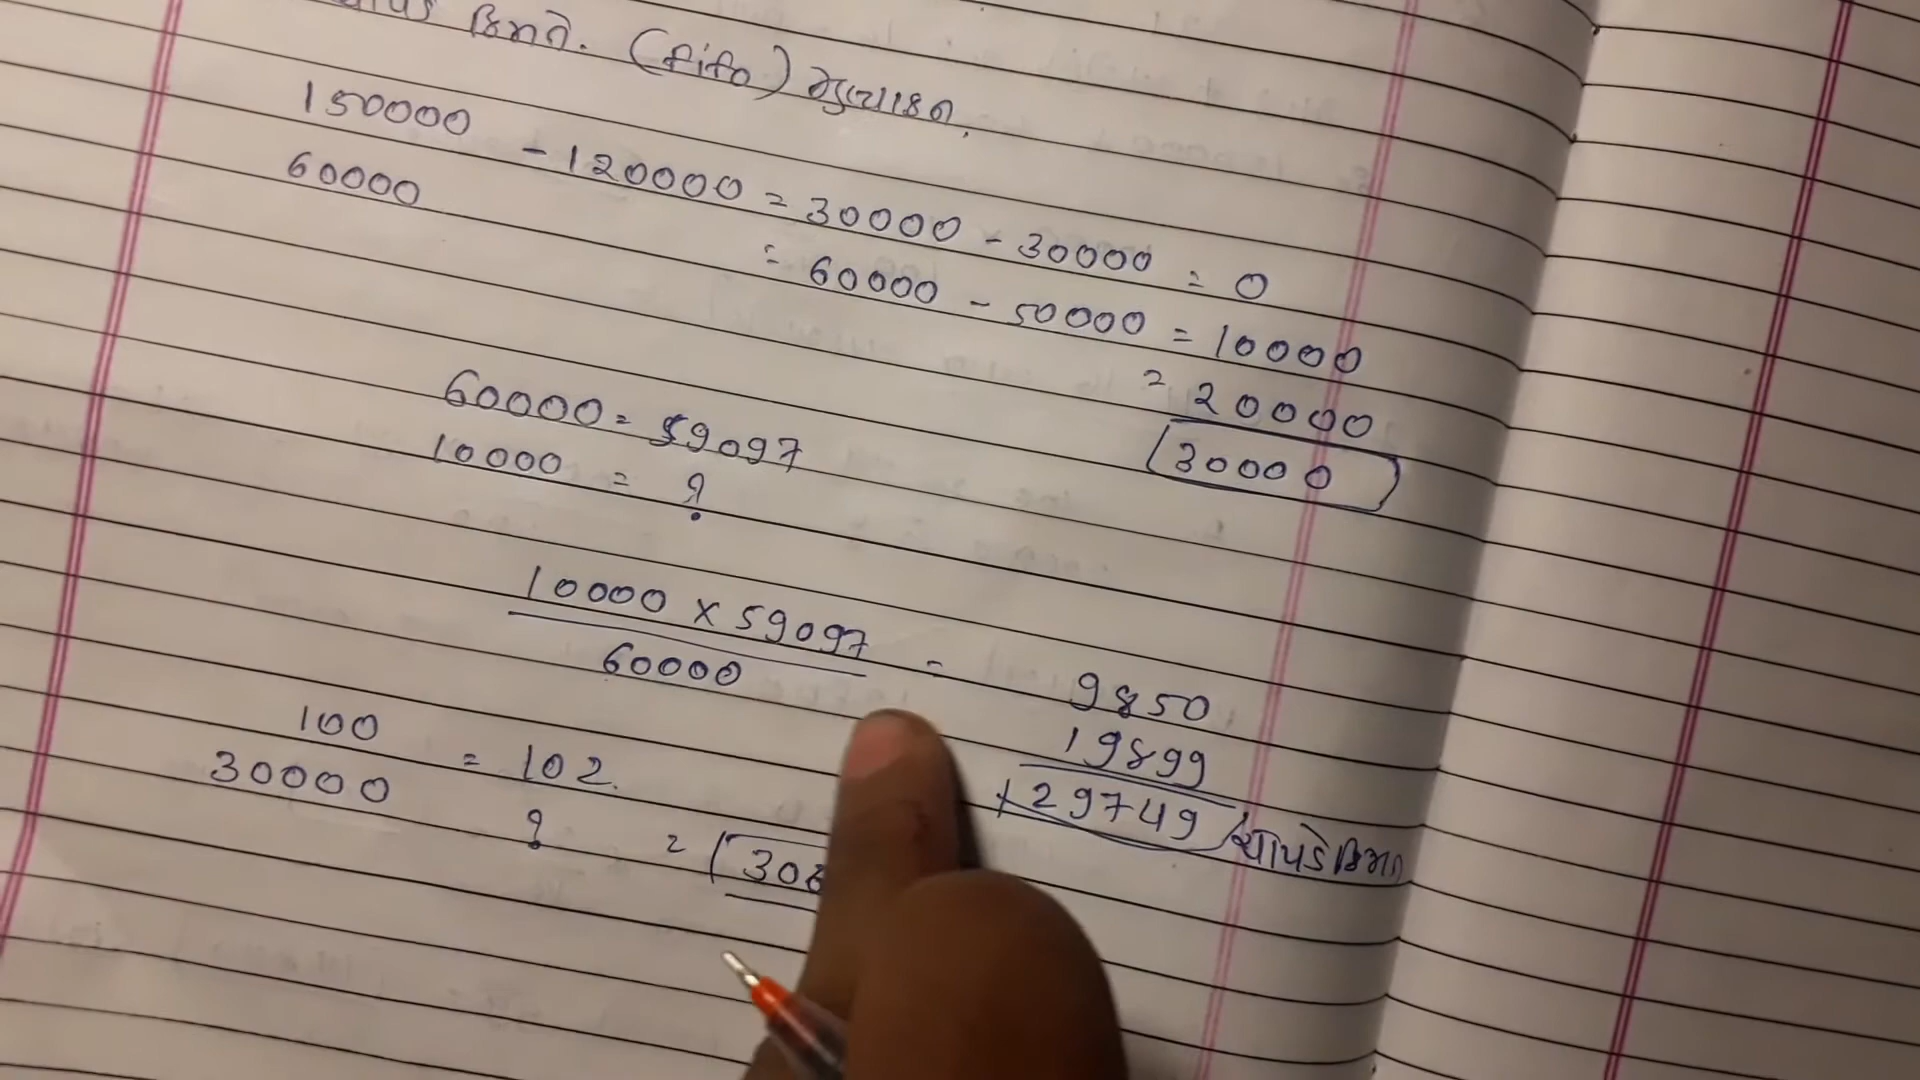 કિંમતે. (fifo) મુલ્યાંકન.
150000 - 120000 = 30000 - 30000 = 0
60000 = 60000 - 50000 = 10000
= 20000
30000
60000 = 59097
10000 = ?
10000 x 59097
60000
= 9850
19899
29749
100 = 102.
30000 ?
=